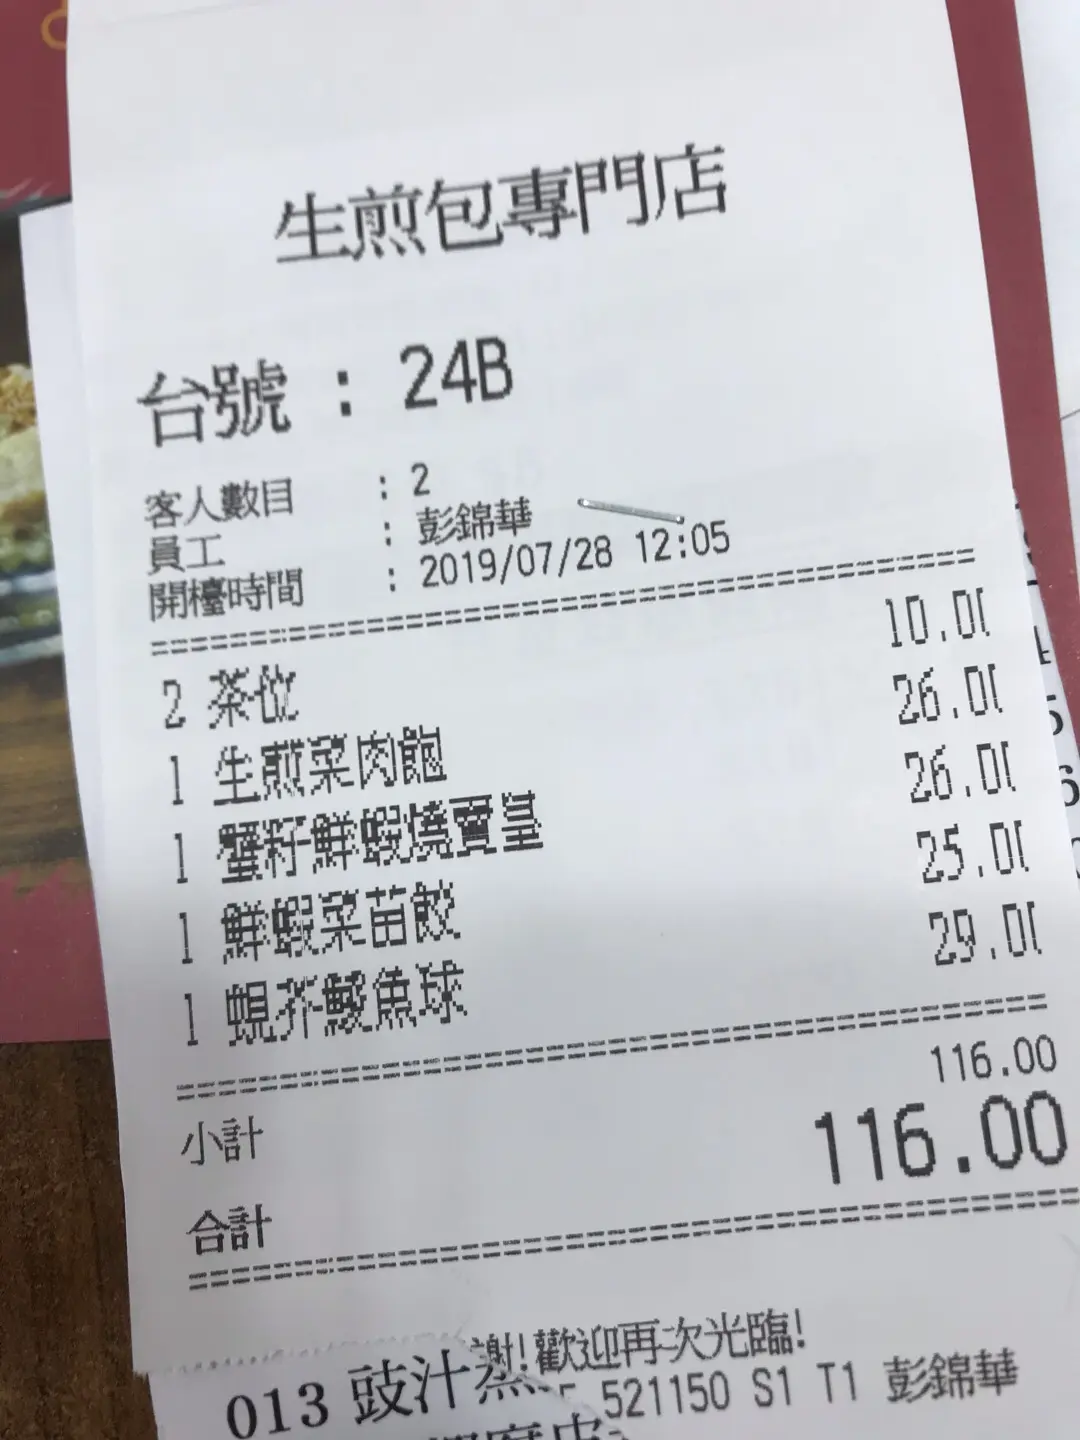 生煎包專門店
台號 : 24B
客人數目 : 2
員工 : 彭錦華
開檯時間 : 2019/07/28 12:05
2 茶位 10.00
1 生煎菜肉飽 26.00
1 蟹籽鮮蝦燒賣皇 26.00
1 鮮蝦菜苗餃 25.00
1 蜆芥鯪魚球 29.00
小計 116.00
合計 116.00
謝!歡迎再次光臨!
521150 S1 T1 彭錦華
013 豉汁蒸